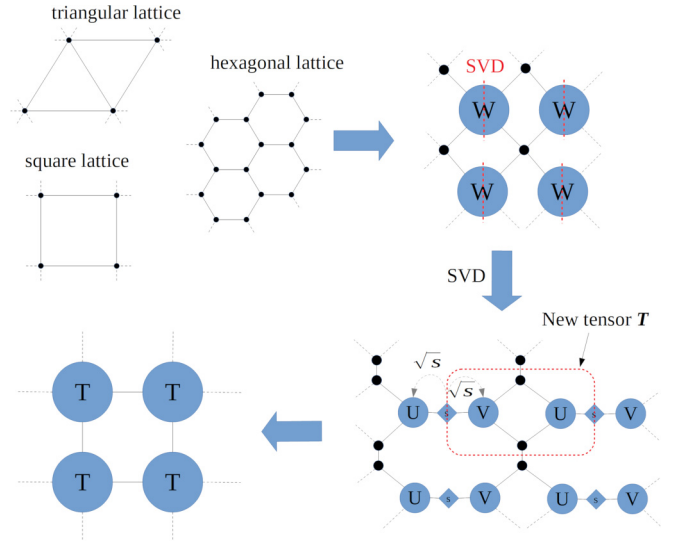 triangular lattice
hexagonal lattice
square lattice
SVD
W
W
W
W
SVD
New tensor T
√s
√s
U
s
V
U
s
V
U
s
V
U
s
V
T
T
T
T